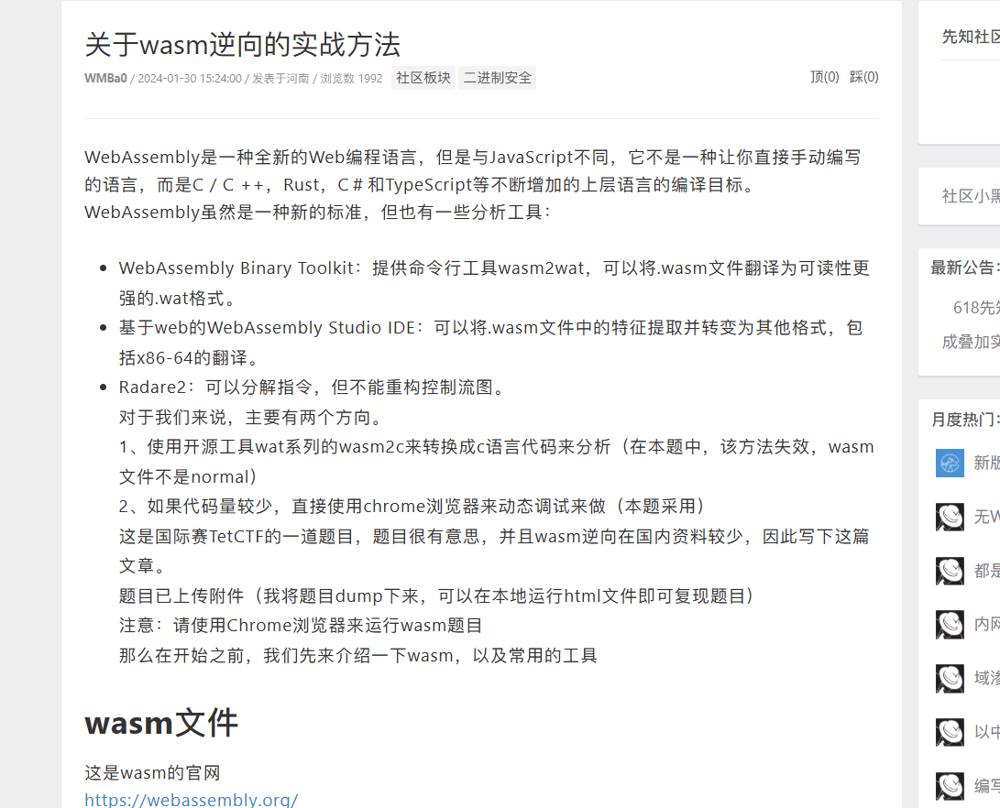 关于wasm逆向的实战方法
WMBa0 / 2024-01-30 15:24:00 / 发表于河南 / 浏览数 1992 社区板块 二进制安全 顶(0) 踩(0)
WebAssembly是一种全新的Web编程语言，但是与JavaScript不同，它不是一种让你直接手动编写
的语言，而是C / C ++，Rust，C＃和TypeScript等不断增加的上层语言的编译目标。
WebAssembly虽然是一种新的标准，但也有一些分析工具：
• WebAssembly Binary Toolkit：提供命令行工具wasm2wat，可以将.wasm文件翻译为可读性更
强的.wat格式。
• 基于web的WebAssembly Studio IDE：可以将.wasm文件中的特征提取并转变为其他格式，包
括x86-64的翻译。
• Radare2：可以分解指令，但不能重构控制流图。
对于我们来说，主要有两个方向。
1、使用开源工具wat系列的wasm2c来转换成c语言代码来分析（在本题中，该方法失效，wasm
文件不是normal）
2、如果代码量较少，直接使用chrome浏览器来动态调试来做（本题采用）
这是国际赛TetCTF的一道题目，题目很有意思，并且wasm逆向在国内资料较少，因此写下这篇
文章。
题目已上传附件（我将题目dump下来，可以在本地运行html文件即可复现题目）
注意：请使用Chrome浏览器来运行wasm题目
那么在开始之前，我们先来介绍一下wasm，以及常用的工具
wasm文件
这是wasm的官网
https://webassembly.org/
先知社区
社区小黑
最新公告：
618先知
成叠加实
月度热门：
新版
无W
都是
内网
域渗
以中
编写